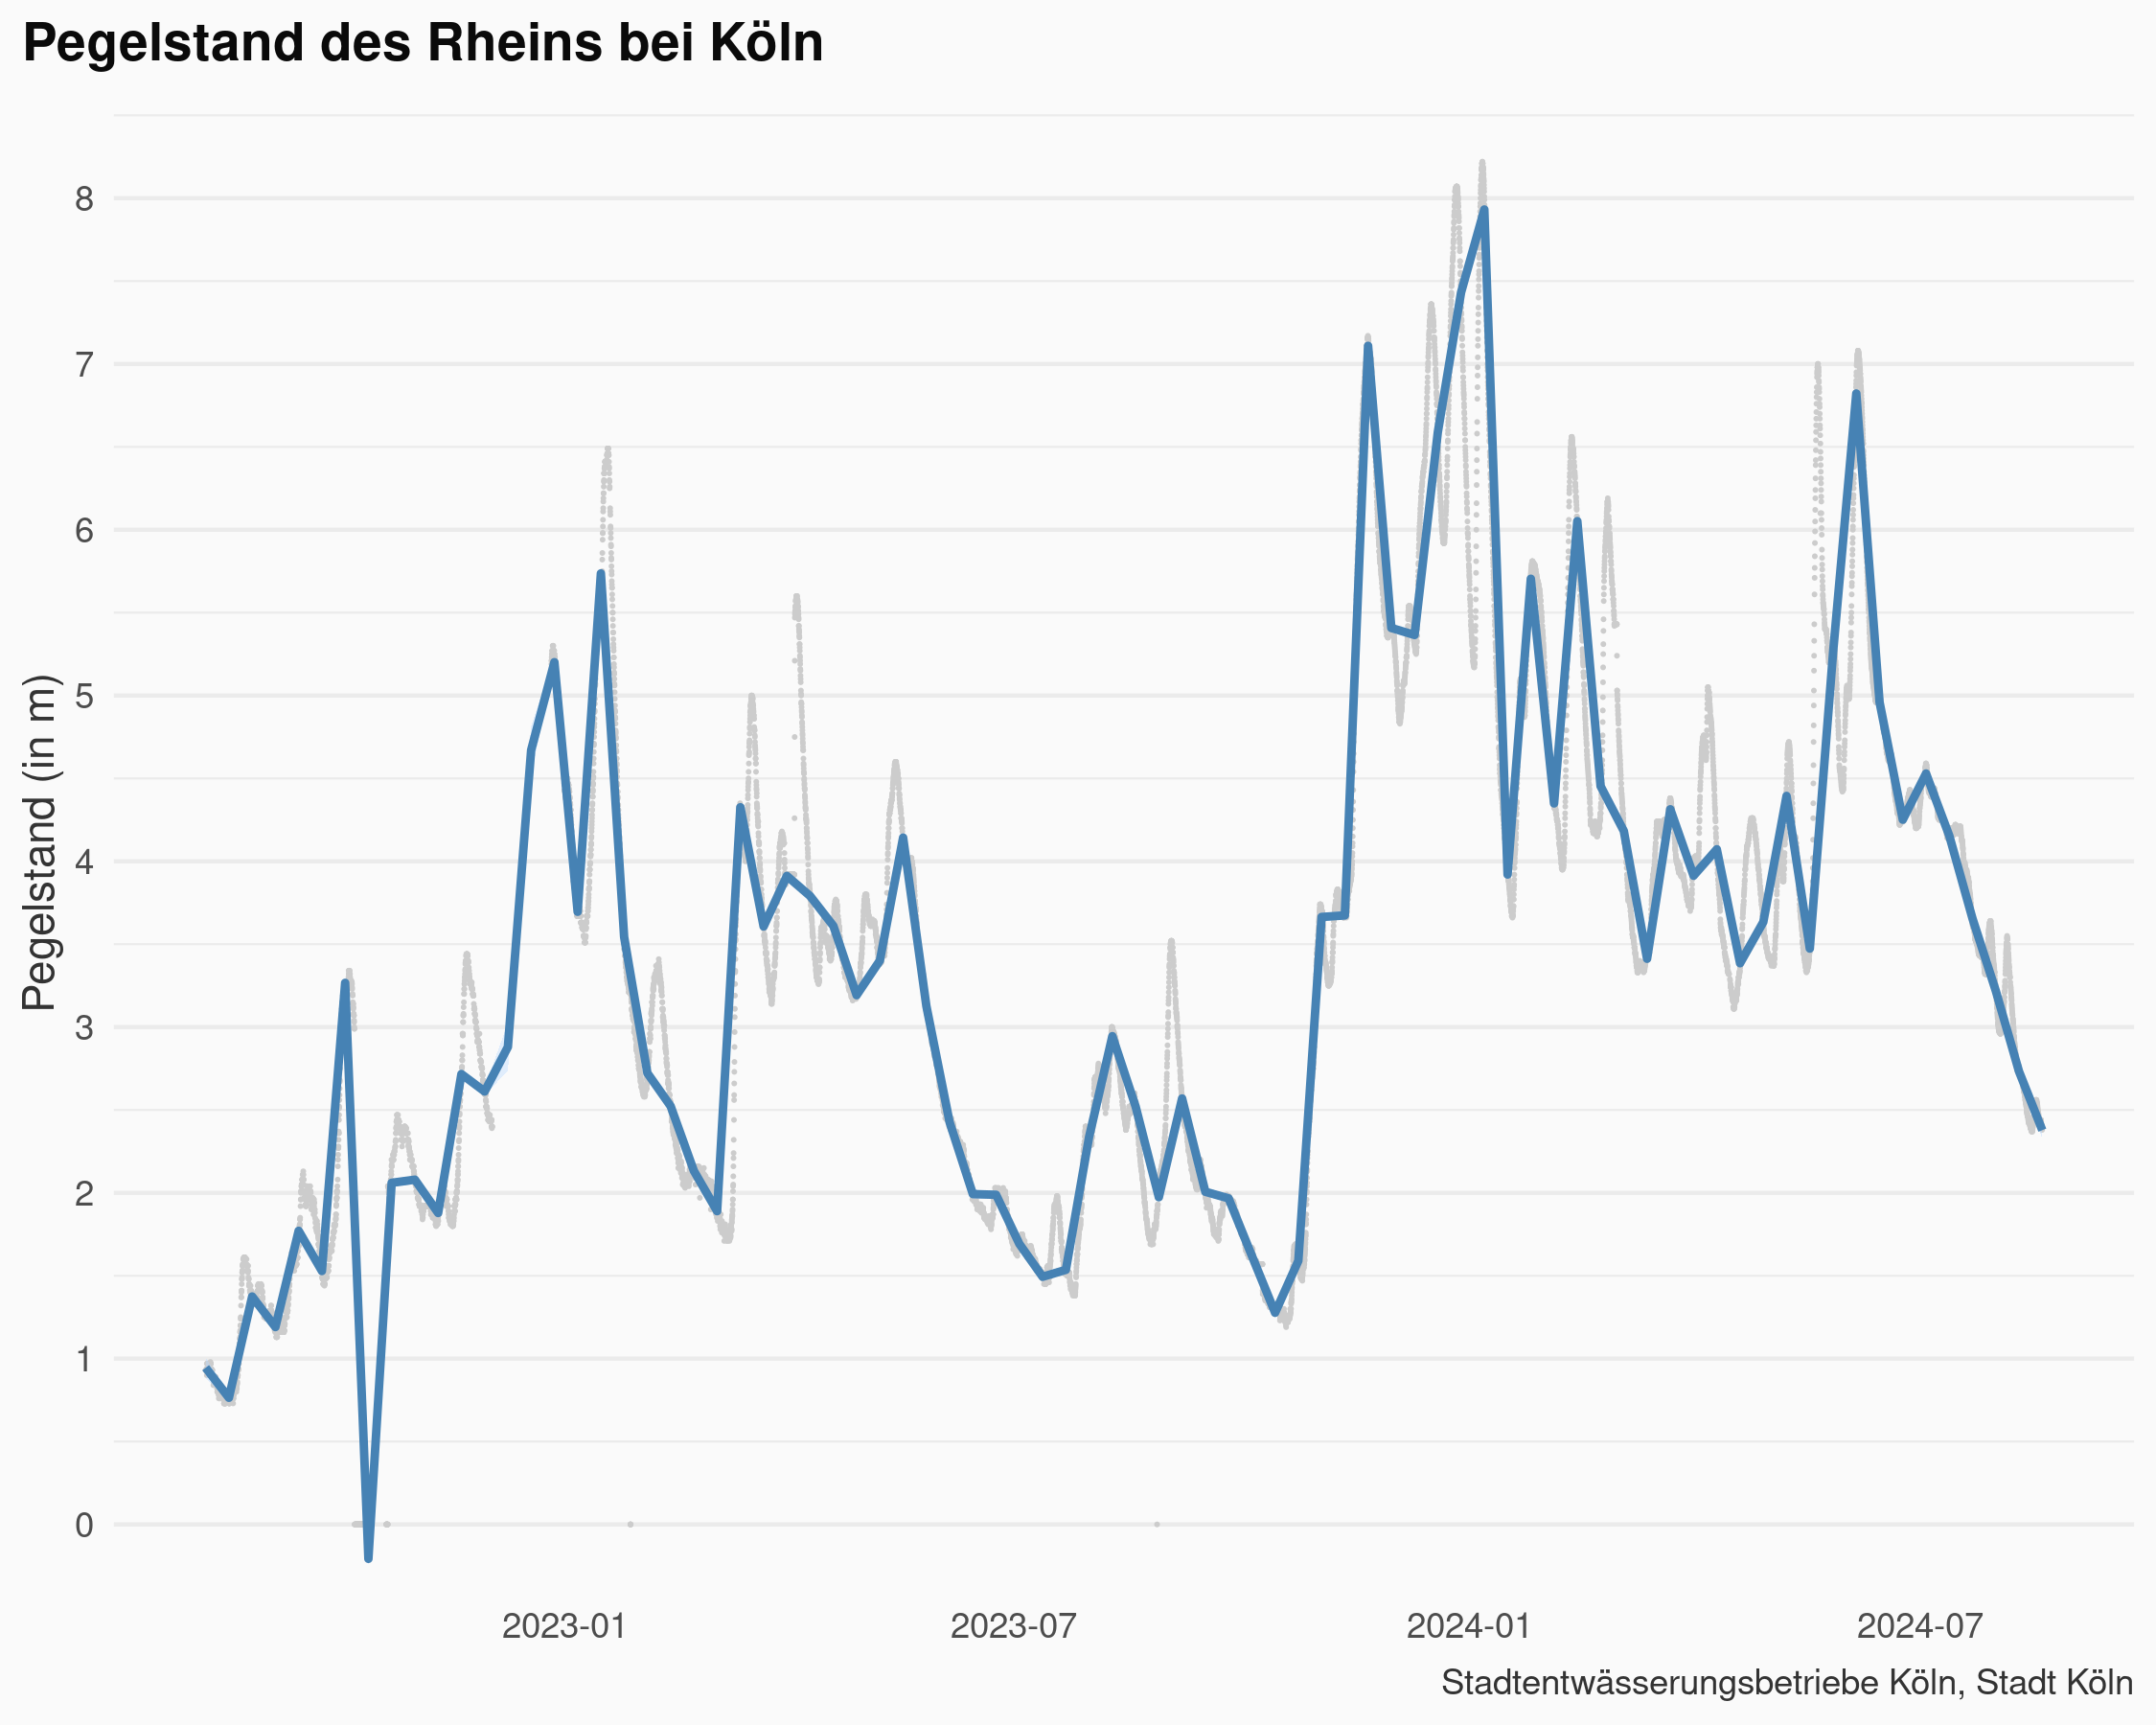 Pegelstand des Rheins bei Köln
Pegelstand (in m)
8
7
6
5
4
3
2
1
0
2023-01 2023-07 2024-01 2024-07
Stadtentwässerungsbetriebe Köln, Stadt Köln